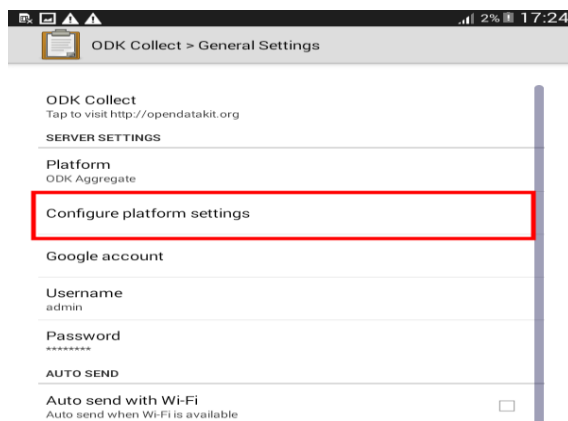 2% 17:24
ODK Collect > General Settings
ODK Collect
Tap to visit http://opendatakit.org
SERVER SETTINGS
Platform
ODK Aggregate
Configure platform settings
Google account
Username
admin
Password
********
AUTO SEND
Auto send with Wi-Fi
Auto send when Wi-Fi is available